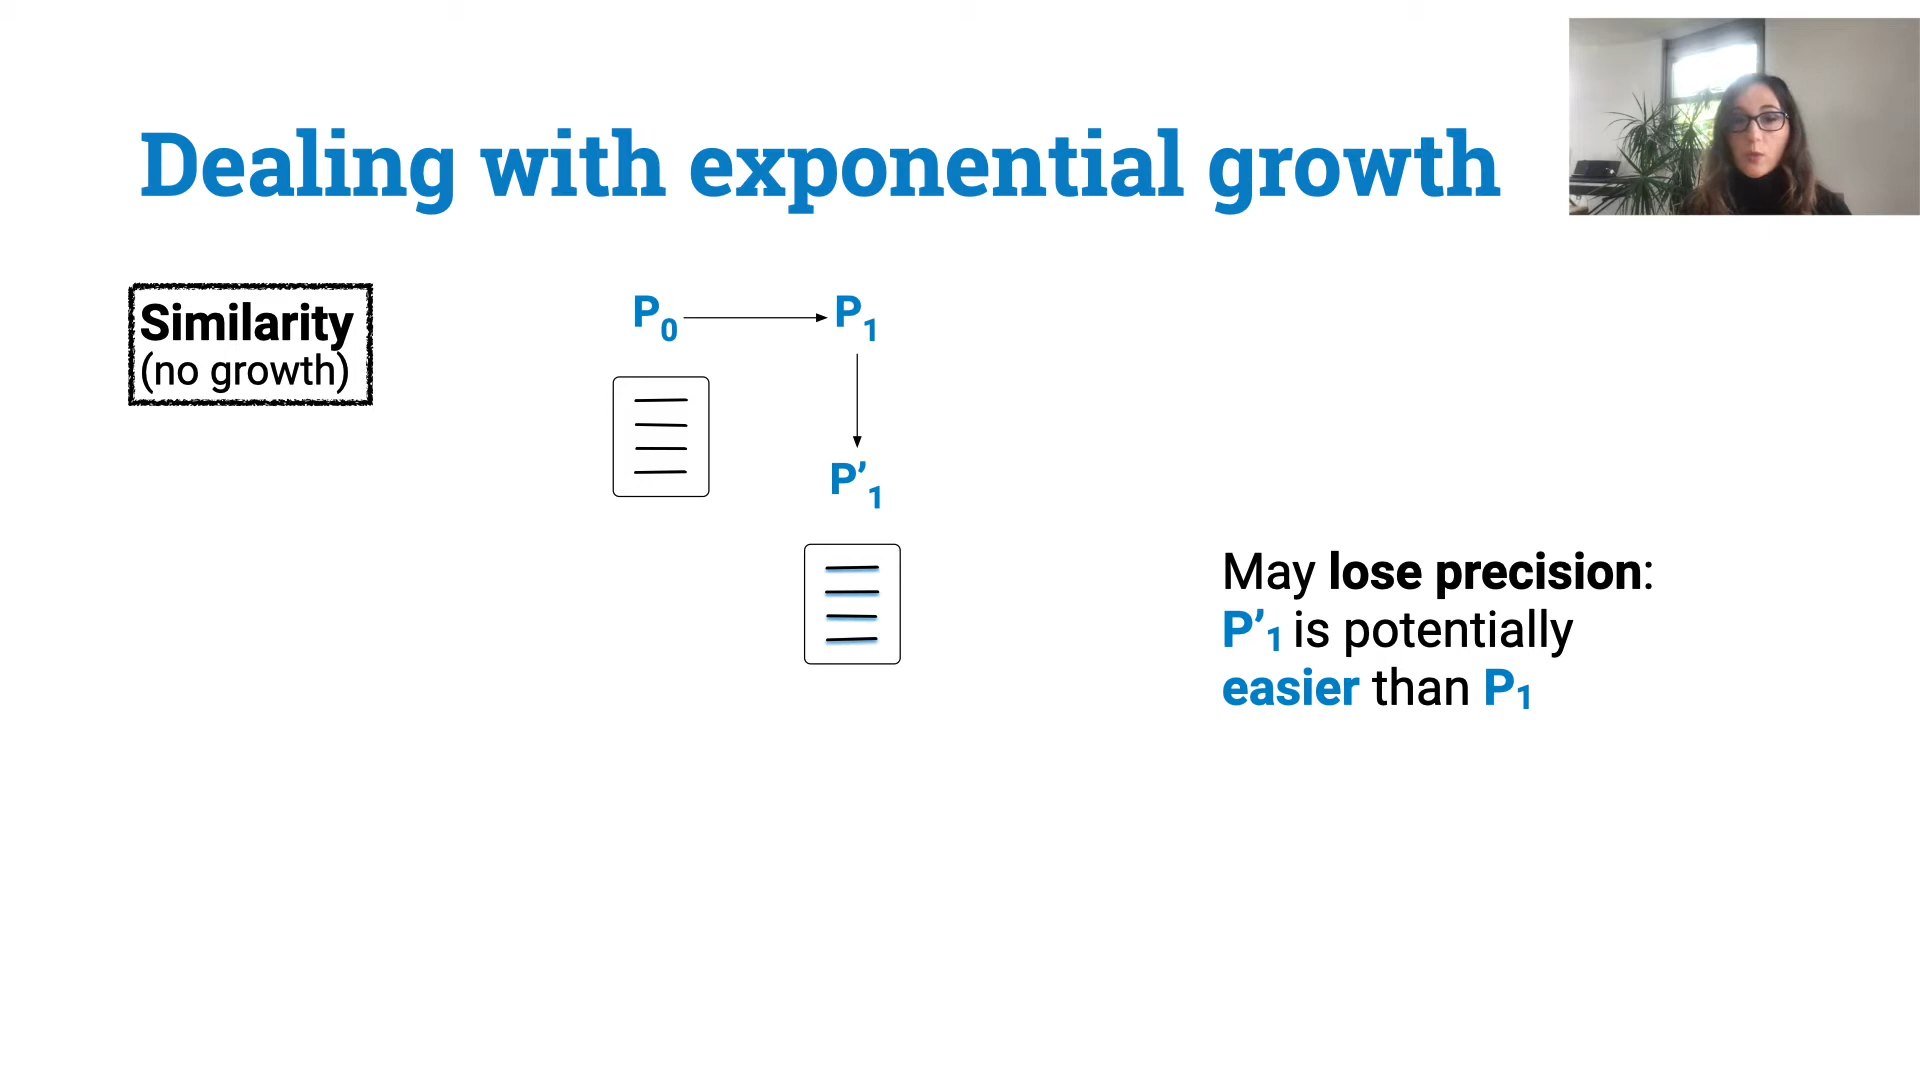 Dealing with exponential growth
Similarity
(no growth)
P0
P1
P’1
May lose precision:
P’1 is potentially
easier than P1